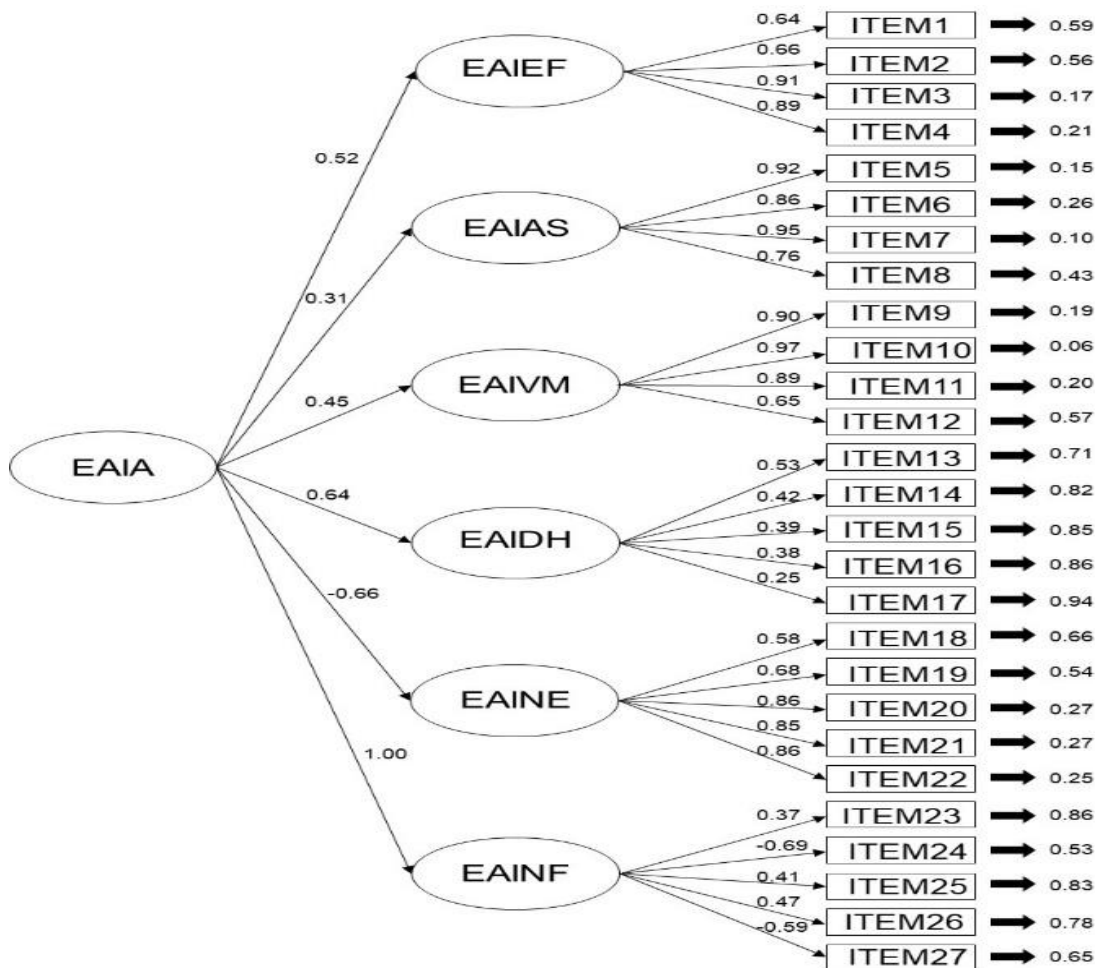 0.64 ITEM1 0.59
EAIEF 0.66 ITEM2 0.56
0.91 ITEM3 0.17
0.89 ITEM4 0.21
0.52
0.92 ITEM5 0.15
0.86 ITEM6 0.26
EAIAS 0.95 ITEM7 0.10
0.76 ITEM8 0.43
0.31
0.90 ITEM9 0.19
0.97 ITEM10 0.06
EAIVM 0.89 ITEM11 0.20
0.45 0.65 ITEM12 0.57
EAIA 0.53 ITEM13 0.71
0.64 0.42 ITEM14 0.82
EAIDH 0.39 ITEM15 0.85
0.38 ITEM16 0.86
-0.66 0.25 ITEM17 0.94
0.58 ITEM18 0.66
0.68 ITEM19 0.54
EAINE 0.86 ITEM20 0.27
0.85 ITEM21 0.27
1.00 0.86 ITEM22 0.25
0.37 ITEM23 0.86
-0.69 ITEM24 0.53
EAINF 0.41 ITEM25 0.83
0.47 ITEM26 0.78
-0.59 ITEM27 0.65